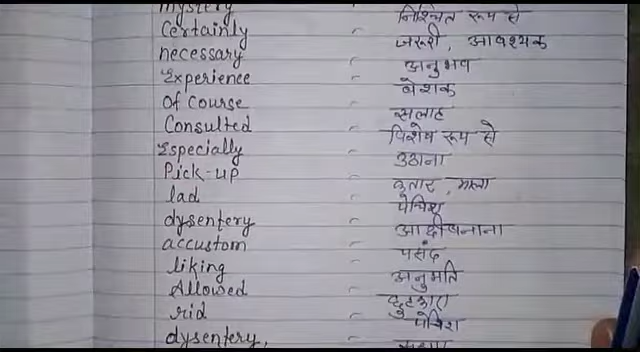 mystery
Certainly - निश्चित रूप से
necessary - जरूरी, आवश्यक
Experience - अनुभव
Of course - बेशक
Consulted - सलाह
Especially - विशेष रूप से
Pick-up - उठाना
lad
dysentery - पेचिश
accustom - आदी बनाना
liking - पसंद
Allowed - अनुमति
rid - छुटकारा
dysentery, - पेचिश